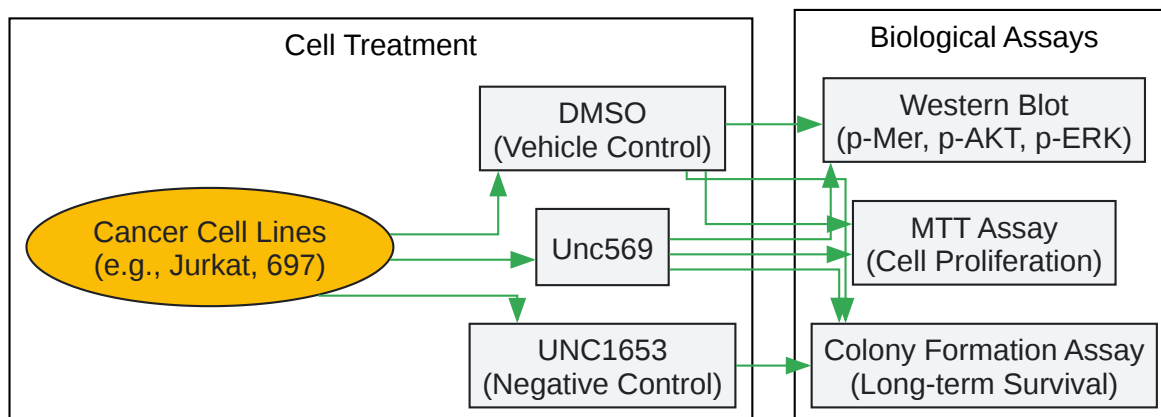 Cell Treatment
Biological Assays
DMSO
(Vehicle Control)
Western Blot
(p-Mer, p-AKT, p-ERK)
Cancer Cell Lines
(e.g., Jurkat, 697)
Unc569
MTT Assay
(Cell Proliferation)
UNC1653
(Negative Control)
Colony Formation Assay
(Long-term Survival)